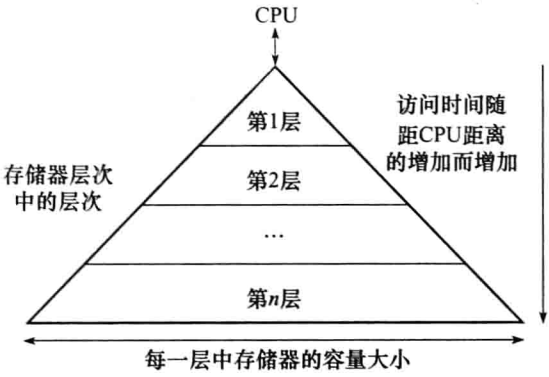 CPU
第1层
访问时间随
距CPU距离
的增加而增加
存储器层次
中的层次
第2层
...
第n层
每一层中存储器的容量大小